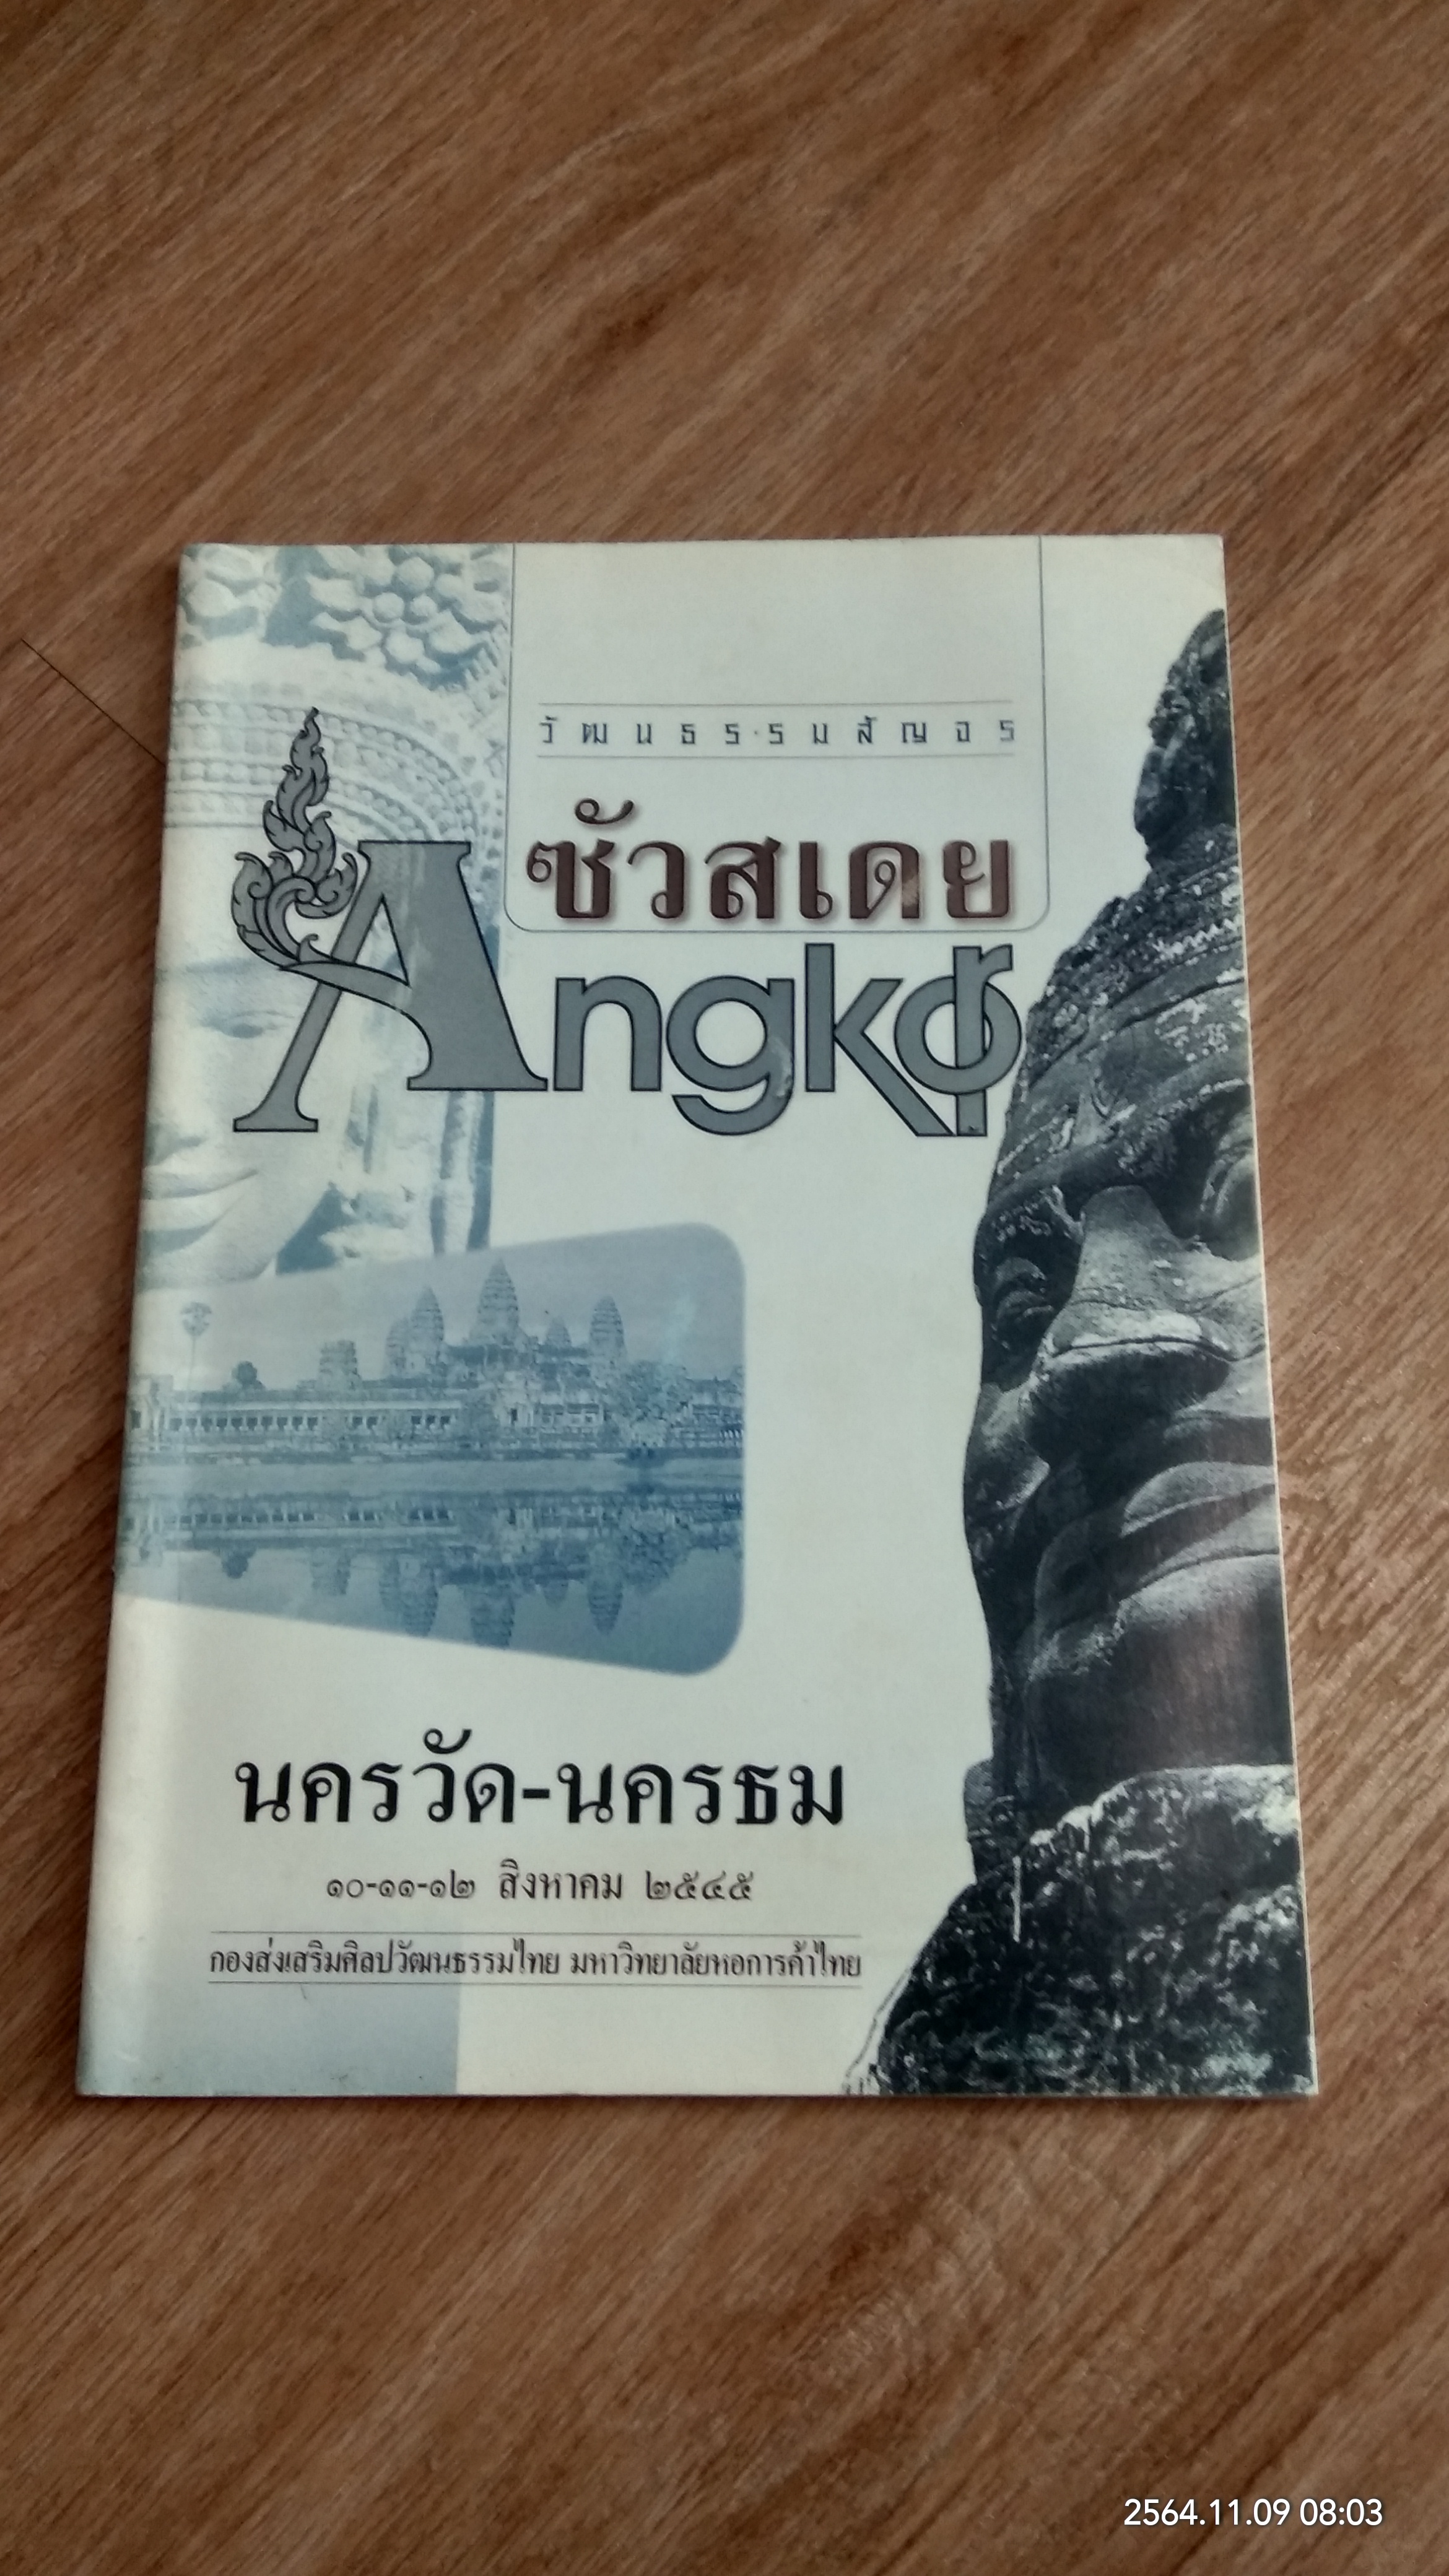 วัฒนธรรมสัญจร
ซัวสเดย
Angkor
นครวัด-นครธม
๑๐-๑๑-๑๒ สิงหาคม ๒๕๔๕
กองส่งเสริมศิลปวัฒนธรรมไทย มหาวิทยาลัยหอการค้าไทย
2564.11.09 08:03